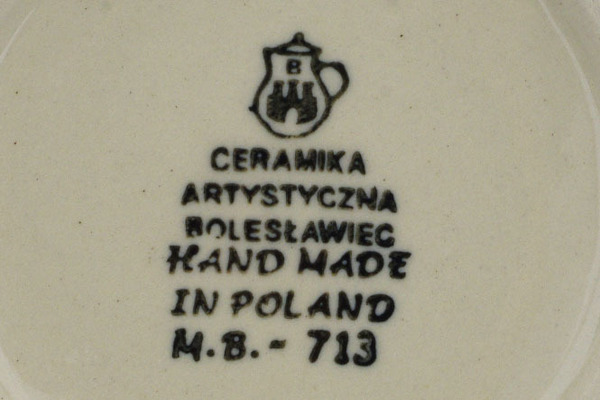 B
CERAMIKA
ARTYSTYCZNA
BOLESŁAWIEC
HAND MADE
IN POLAND
M.B.- 713